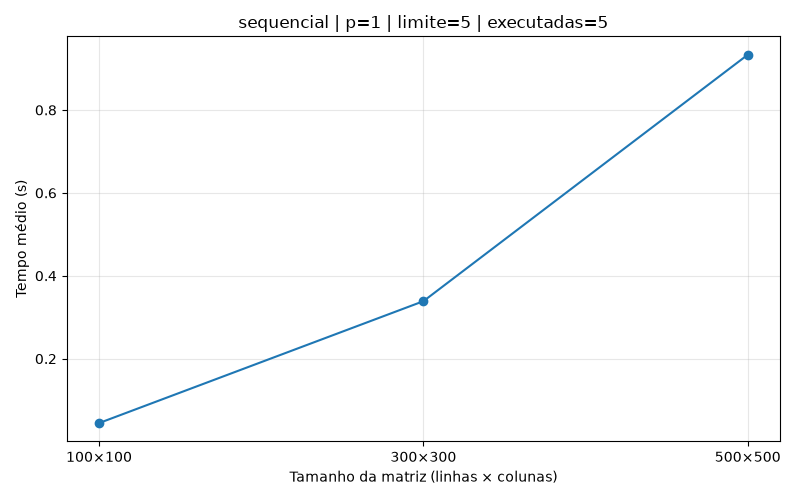 sequencial | p=1 | limite=5 | executadas=5
Tempo médio (s)
0.8
0.6
0.4
0.2
100×100 300×300 500×500
Tamanho da matriz (linhas × colunas)